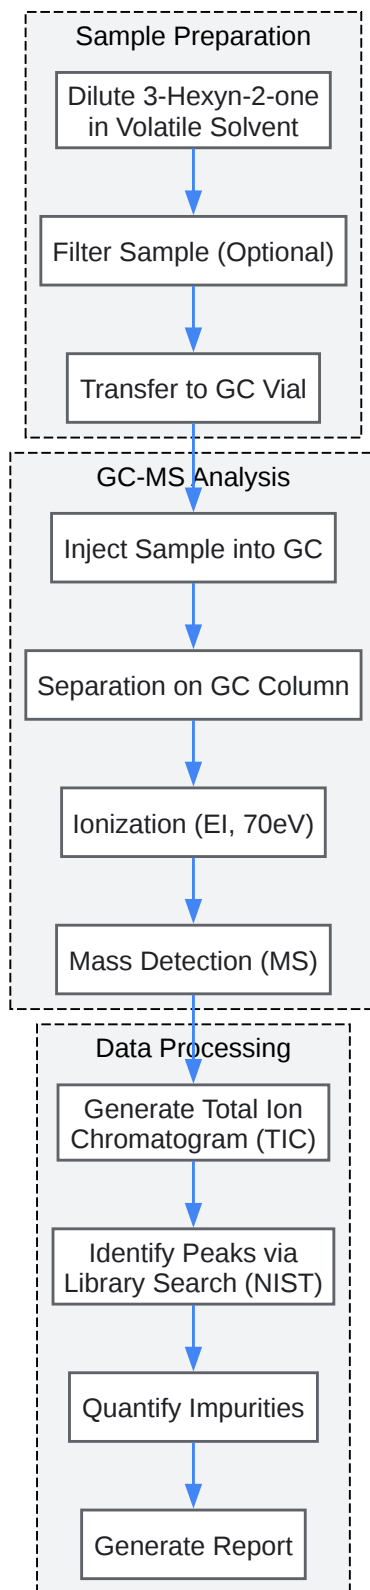 Sample Preparation
Dilute 3-Hexyn-2-one
in Volatile Solvent
Filter Sample (Optional)
Transfer to GC Vial
GC-MS Analysis
Inject Sample into GC
Separation on GC Column
Ionization (EI, 70eV)
Mass Detection (MS)
Data Processing
Generate Total Ion
Chromatogram (TIC)
Identify Peaks via
Library Search (NIST)
Quantify Impurities
Generate Report